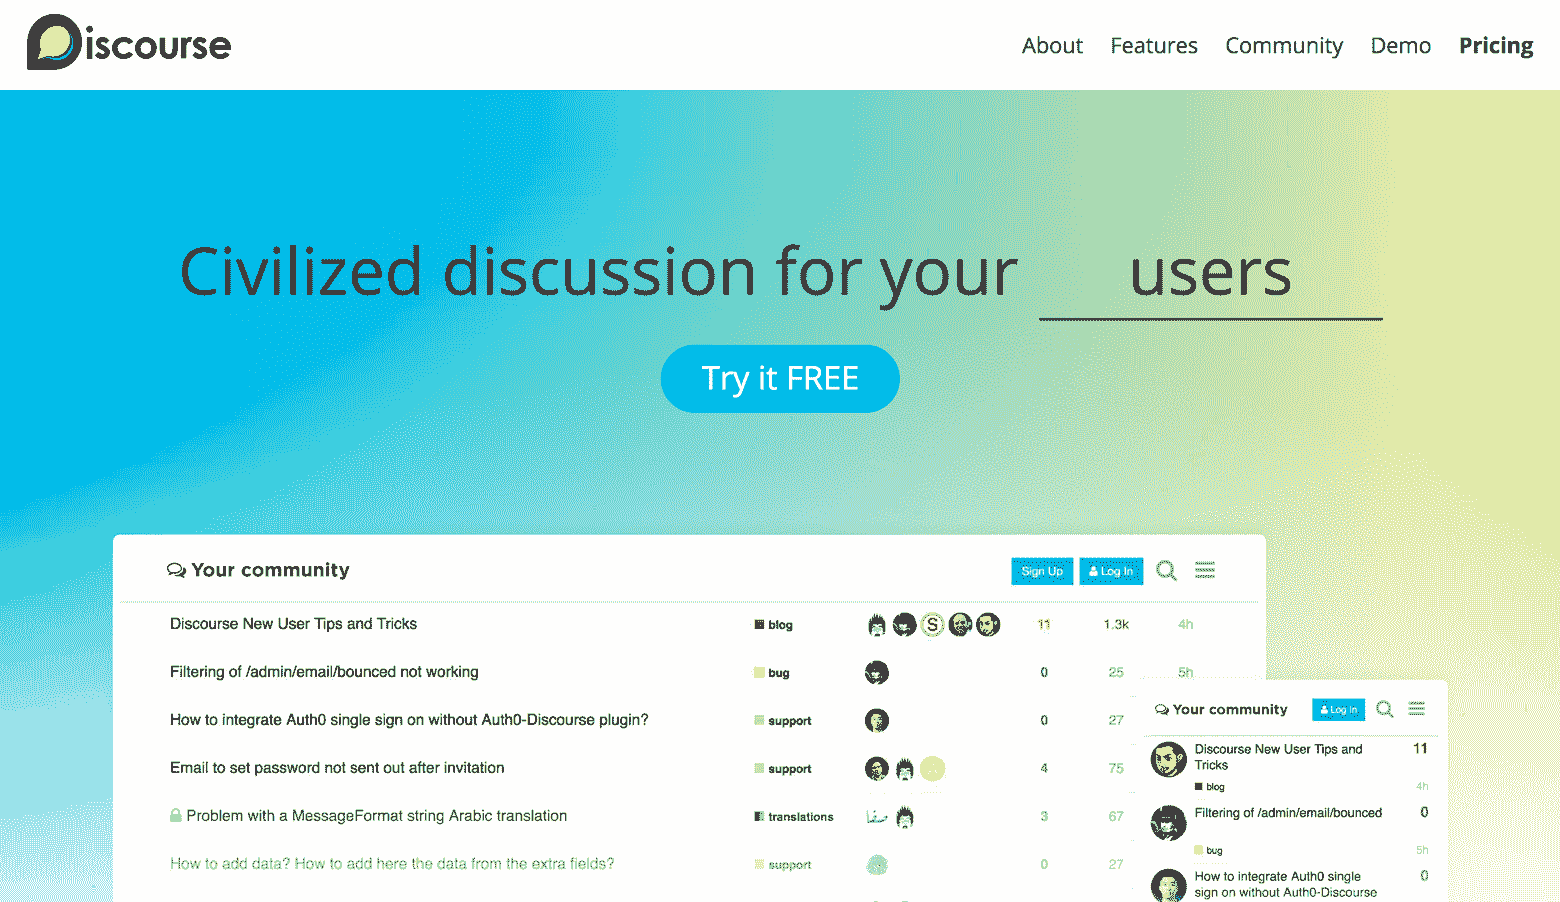 Discourse
About Features Community Demo Pricing
Civilized discussion for your users
Try it FREE
Your community
Sign Up Log In
Discourse New User Tips and Tricks blog S 11 1.3k 4h
Filtering of /admin/email/bounced not working bug 0 25 5h
How to integrate Auth0 single sign on without Auth0-Discourse plugin? support 0 27
Email to set password not sent out after invitation support 4 75
Problem with a MessageFormat string Arabic translation translations 3 67
How to add data? How to add here the data from the extra fields? support 0 27
Your community Log In
Discourse New User Tips and 11
Tricks
blog 4h
Filtering of /admin/email/bounced 0
bug 5h
How to integrate Auth0 single 0
sign on without Auth0-Discourse